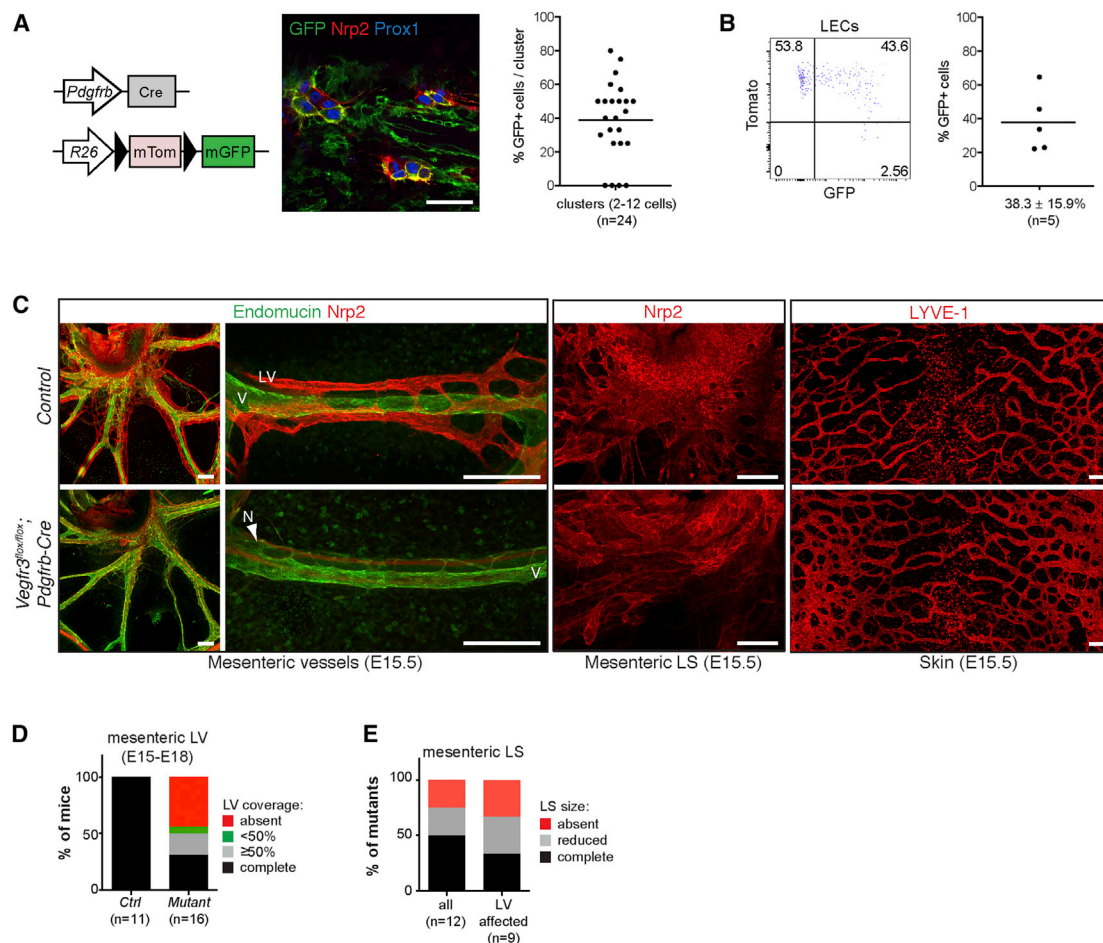 A
Pdgfrb
Cre
R26
mTom
mGFP
GFP Nrp2 Prox1
% GFP+ cells / cluster
100
80
60
40
20
0
clusters (2-12 cells)
(n=24)
B
LECs
53.8
43.6
0
2.56
Tomato
GFP
% GFP+ cells
100
80
60
40
20
0
38.3 ± 15.9%
(n=5)
C
Endomucin Nrp2
Nrp2
LYVE-1
Control
LV
V
Vegfr3flox/flox;
Pdgfrb-Cre
N
V
Mesenteric vessels (E15.5)
Mesenteric LS (E15.5)
Skin (E15.5)
D
mesenteric LV
(E15-E18)
% of mice
100
50
0
Ctrl
(n=11)
Mutant
(n=16)
LV coverage:
absent
<50%
≥50%
complete
E
mesenteric LS
% of mutants
100
50
0
all
(n=12)
LV
affected
(n=9)
LS size:
absent
reduced
complete